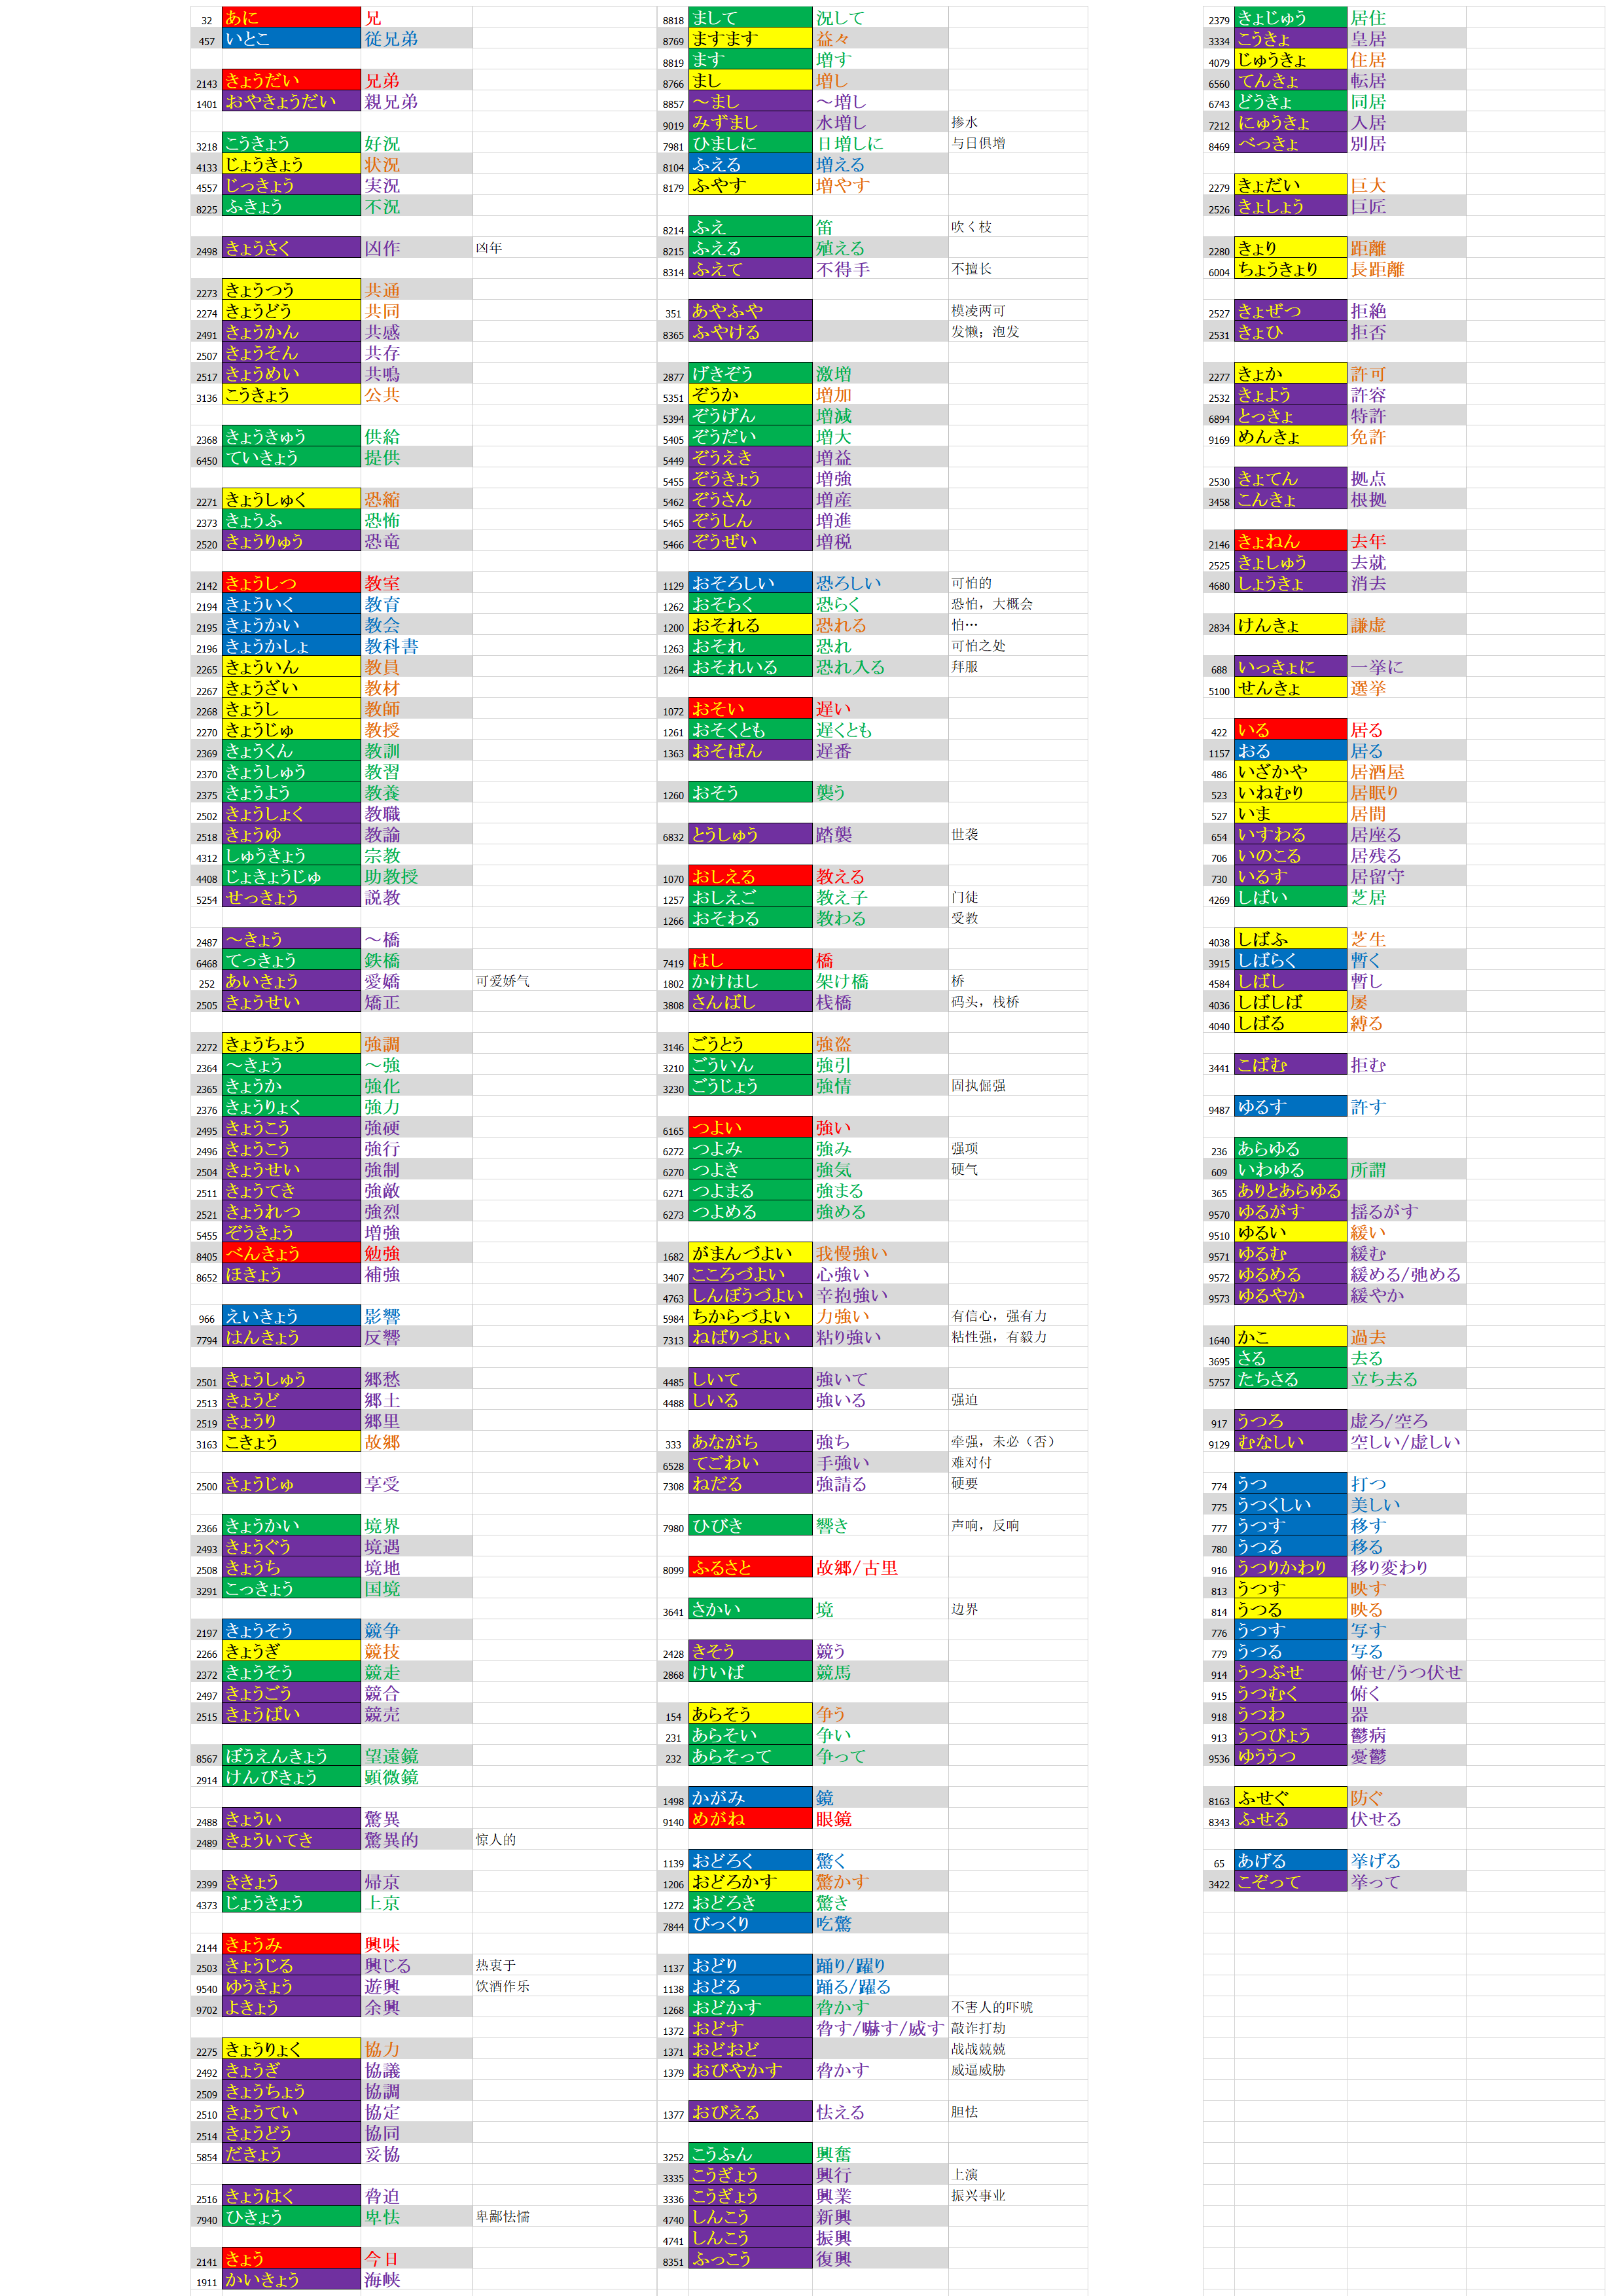 32 あに 兄
457 いとこ 従兄弟
2143 きょうだい 兄弟
1401 おやきょうだい 親兄弟
3218 こうきょう 好況
4133 じょうきょう 状況
4557 じっきょう 実況
8225 ふきょう 不況
2498 きょうさく 凶作 凶年
2273 きょうつう 共通
2274 きょうどう 共同
2491 きょうかん 共感
2507 きょうそん 共存
2517 きょうめい 共鳴
3136 こうきょう 公共
2368 きょうきゅう 供給
6450 ていきょう 提供
2271 きょうしゅく 恐縮
2373 きょうふ 恐怖
2520 きょうりゅう 恐竜
2142 きょうしつ 教室
2194 きょういく 教育
2195 きょうかい 教会
2196 きょうかしょ 教科書
2265 きょういん 教員
2267 きょうざい 教材
2268 きょうし 教師
2270 きょうじゅ 教授
2369 きょうくん 教訓
2370 きょうしゅう 教習
2375 きょうよう 教養
2502 きょうしょく 教職
2518 きょうゆ 教諭
4312 しゅうきょう 宗教
4408 じょきょうじゅ 助教授
5254 せっきょう 説教
2487 ～きょう ～橋
6468 てっきょう 鉄橋
252 あいきょう 愛嬌 可爱娇气
2505 きょうせい 矯正
2272 きょうちょう 強調
2364 ～きょう ～強
2365 きょうか 強化
2376 きょうりょく 強力
2495 きょうこう 強硬
2496 きょうこう 強行
2504 きょうせい 強制
2511 きょうてき 強敵
2521 きょうれつ 強烈
5455 ぞうきょう 増強
8405 べんきょう 勉強
8652 ほきょう 補強
966 えいきょう 影響
7794 はんきょう 反響
2501 きょうしゅう 郷愁
2513 きょうど 郷土
2519 きょうり 郷里
3163 こきょう 故郷
2500 きょうじゅ 享受
2366 きょうかい 境界
2493 きょうぐう 境遇
2508 きょうち 境地
3291 こっきょう 国境
2197 きょうそう 競争
2266 きょうぎ 競技
2372 きょうそう 競走
2497 きょうごう 競合
2515 きょうばい 競売
8567 ぼうえんきょう 望遠鏡
2914 けんびきょう 顕微鏡
2488 きょうい 驚異
2489 きょういてき 驚異的 惊人的
2399 ききょう 帰京
4373 じょうきょう 上京
2144 きょうみ 興味
2503 きょうじる 興じる 热衷于
9540 ゆうきょう 遊興 饮酒作乐
9702 よきょう 余興
2275 きょうりょく 協力
2492 きょうぎ 協議
2509 きょうちょう 協調
2510 きょうてい 協定
2514 きょうどう 協同
5854 だきょう 妥協
2516 きょうはく 脅迫
7940 ひきょう 卑怯 卑鄙怯懦
2141 きょう 今日
1911 かいきょう 海峡
8818 まして 況して
8769 ますます 益々
8819 ます 増す
8766 まし 増し
8857 ～まし ～増し
9019 みずまし 水増し 掺水
7981 ひましに 日増しに 与日俱增
8104 ふえる 増える
8179 ふやす 増やす
8214 ふえ 笛 吹く枝
8215 ふえる 殖える
8314 ふえて 不得手 不擅长
351 あやふや 模凌两可
8365 ふやける 发懒；泡发
2877 げきぞう 激増
5351 ぞうか 増加
5394 ぞうげん 増減
5405 ぞうだい 増大
5449 ぞうえき 増益
5455 ぞうきょう 増強
5462 ぞうさん 増産
5465 ぞうしん 増進
5466 ぞうぜい 増税
1129 おそろしい 恐ろしい 可怕的
1262 おそらく 恐らく 恐怕，大概会
1200 おそれる 恐れる 怕…
1263 おそれ 恐れ 可怕之处
1264 おそれいる 恐れ入る 拜服
1072 おそい 遅い
1261 おそくとも 遅くとも
1363 おそばん 遅番
1260 おそう 襲う
6832 とうしゅう 踏襲 世袭
1070 おしえる 教える
1257 おしえご 教え子 门徒
1266 おそわる 教わる 受教
7419 はし 橋
1802 かけはし 架け橋 桥
3808 さんばし 桟橋 码头，栈桥
3146 ごうとう 強盗
3210 ごういん 強引
3230 ごうじょう 強情 固执倔强
6165 つよい 強い
6272 つよみ 強み 强项
6270 つよき 強気 硬气
6271 つよまる 強まる
6273 つよめる 強める
1682 がまんづよい 我慢強い
3407 こころづよい 心強い
4763 しんぼうづよい 辛抱強い
5984 ちからづよい 力強い 有信心，强有力
7313 ねばりづよい 粘り強い 粘性强，有毅力
4485 しいて 強いて
4488 しいる 強いる 强迫
333 あながち 強ち 牵强，未必（否）
6528 てごわい 手強い 难对付
7308 ねだる 強請る 硬要
7980 ひびき 響き 声响，反响
8099 ふるさと 故郷/古里
3641 さかい 境 边界
2428 きそう 競う
2868 けいば 競馬
154 あらそう 争う
231 あらそい 争い
232 あらそって 争って
1498 かがみ 鏡
9140 めがね 眼鏡
1139 おどろく 驚く
1206 おどろかす 驚かす
1272 おどろき 驚き
7844 びっくり 吃驚
1137 おどり 踊り/躍り
1138 おどる 踊る/躍る
1268 おどかす 脅かす 不害人的吓唬
1372 おどす 脅す/嚇す/威す 敲诈打劫
1371 おどおど 战战兢兢
1379 おびやかす 脅かす 威逼威胁
1377 おびえる 怯える 胆怯
3252 こうふん 興奮
3335 こうぎょう 興行 上演
3336 こうぎょう 興業 振兴事业
4740 しんこう 新興
4741 しんこう 振興
8351 ふっこう 復興
2379 きょじゅう 居住
3334 こうきょ 皇居
4079 じゅうきょ 住居
6560 てんきょ 転居
6743 どうきょ 同居
7212 にゅうきょ 入居
8469 べっきょ 別居
2279 きょだい 巨大
2526 きょしょう 巨匠
2280 きょり 距離
6004 ちょうきょり 長距離
2527 きょぜつ 拒絶
2531 きょひ 拒否
2277 きょか 許可
2532 きょよう 許容
6894 とっきょ 特許
9169 めんきょ 免許
2530 きょてん 拠点
3458 こんきょ 根拠
2146 きょねん 去年
2525 きょしゅう 去就
4680 しょうきょ 消去
2834 けんきょ 謙虚
688 いっきょに 一挙に
5100 せんきょ 選挙
422 いる 居る
1157 おる 居る
486 いざかや 居酒屋
523 いねむり 居眠り
527 いま 居間
654 いすわる 居座る
706 いのこる 居残る
730 いるす 居留守
4269 しばい 芝居
4038 しばふ 芝生
3915 しばらく 暫く
4584 しばし 暫し
4036 しばしば 屡
4040 しばる 縛る
3441 こばむ 拒む
9487 ゆるす 許す
236 あらゆる
609 いわゆる 所謂
365 ありとあらゆる
9570 ゆるがす 揺るがす
9510 ゆるい 緩い
9571 ゆるむ 緩む
9572 ゆるめる 緩める/弛める
9573 ゆるやか 緩やか
1640 かこ 過去
3695 さる 去る
5757 たちさる 立ち去る
917 うつろ 虚ろ/空ろ
9129 むなしい 空しい/虚しい
774 うつ 打つ
775 うつくしい 美しい
777 うつす 移す
780 うつる 移る
916 うつりかわり 移り変わり
813 うつす 映す
814 うつる 映る
776 うつす 写す
779 うつる 写る
914 うつぶせ 俯せ/うつ伏せ
915 うつむく 俯く
918 うつわ 器
913 うつびょう 鬱病
9536 ゆううつ 憂鬱
8163 ふせぐ 防ぐ
8343 ふせる 伏せる
65 あげる 挙げる
3422 こぞって 挙って